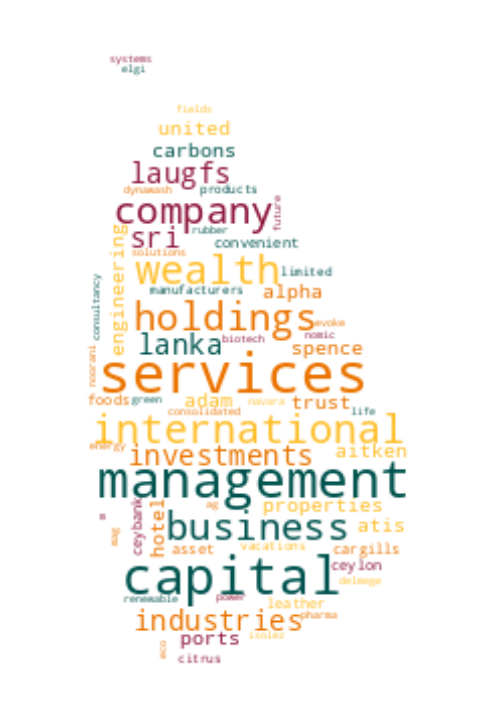 systems
elgi
fields
united
carbons
laugfs
dynawash products
company future
rubber
sri convenient
engineering
solutions
wealth limited
consultancy
manufacturers alpha
holdings evoke
lanka biotech nomic
spence
noorani
services
foods green adam navara trust
consolidated life
international
energy
investments aitken
management
m
mag
ceybank
hotel
ag
properties
business atis
asset vacations cargills
capital ceylon
delmege
renewable power leather
industries pharma
ports isolez
eco
citrus